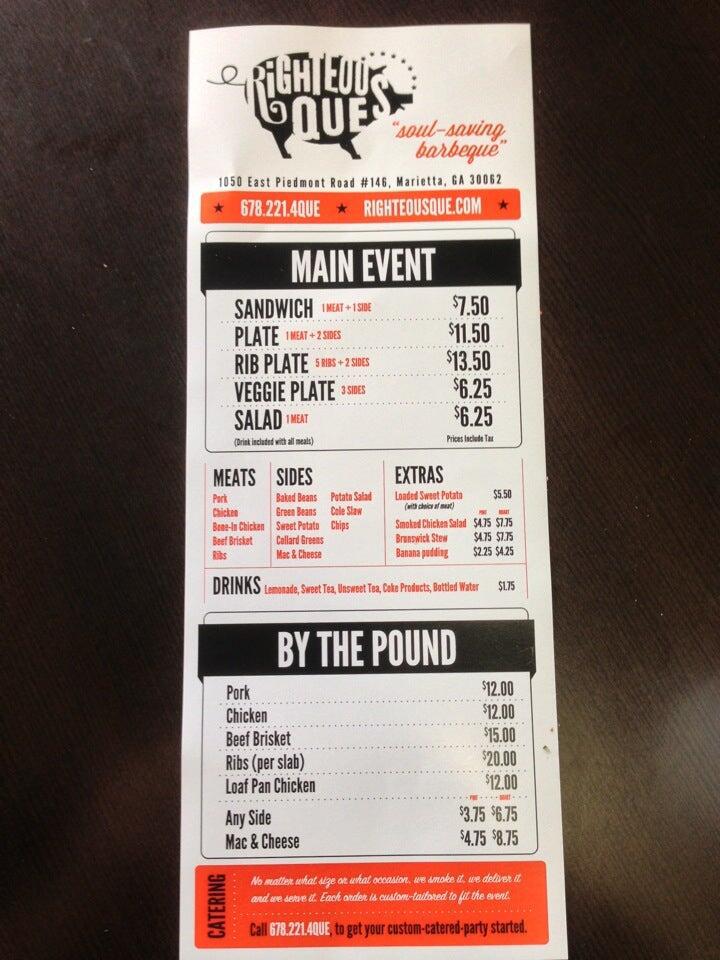 RiGHTEOUS
QUE
"soul-saving
barbeque"
1050 East Piedmont Road #146, Marietta, GA 30062
★ 678.221.4QUE ★ RIGHTEOUSQUE.COM ★
MAIN EVENT
SANDWICH 1 MEAT + 1 SIDE $7.50
PLATE 1 MEAT + 2 SIDES $11.50
RIB PLATE 5 RIBS + 2 SIDES $13.50
VEGGIE PLATE 3 SIDES $6.25
SALAD 1 MEAT $6.25
(Drink included with all meals) Prices Include Tax
MEATS
Pork
Chicken
Bone-In Chicken
Beef Brisket
Ribs
SIDES
Baked Beans Potato Salad
Green Beans Cole Slaw
Sweet Potato Chips
Collard Greens
Mac & Cheese
EXTRAS
Loaded Sweet Potato $5.50
(with choice of meat)
PINT QUART
Smoked Chicken Salad $4.75 $7.75
Brunswick Stew $4.75 $7.75
Banana pudding $2.25 $4.25
DRINKS Lemonade, Sweet Tea, Unsweet Tea, Coke Products, Bottled Water $1.75
BY THE POUND
Pork $12.00
Chicken $12.00
Beef Brisket $15.00
Ribs (per slab) $20.00
Loaf Pan Chicken $12.00
PINT QUART
Any Side $3.75 $6.75
Mac & Cheese $4.75 $8.75
CATERING
No matter what size or what occasion, we smoke it, we deliver it
and we serve it. Each order is custom-tailored to fit the event.
Call 678.221.4QUE, to get your custom-catered-party started.